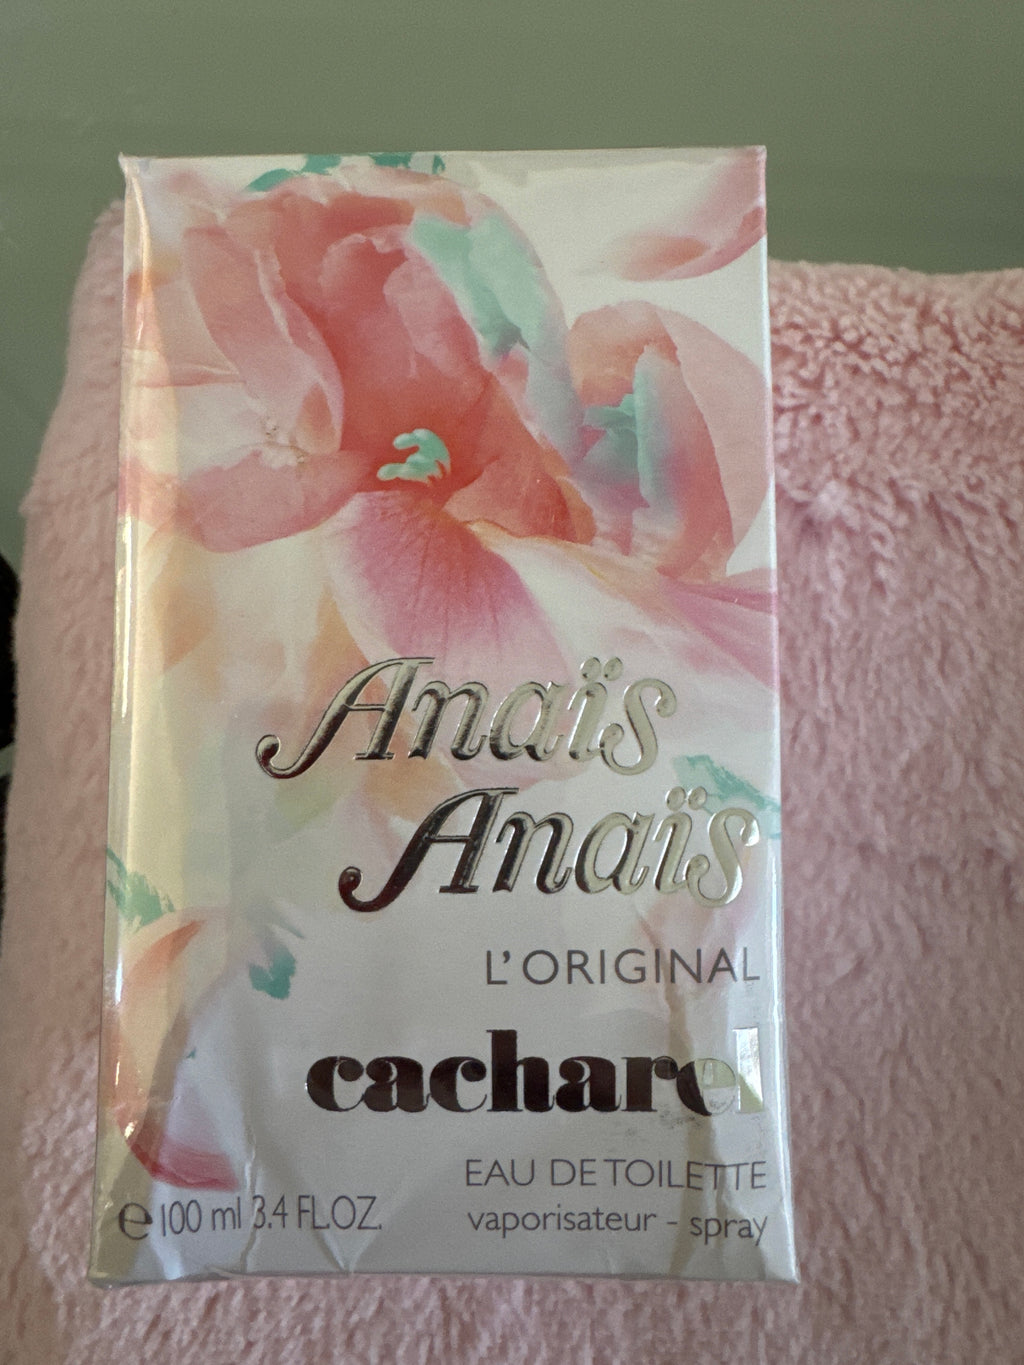 Anaïs
Anaïs
L'ORIGINAL
cacharel
EAU DE TOILETTE
℮ 100 ml 3.4 FL.OZ. vaporisateur - spray